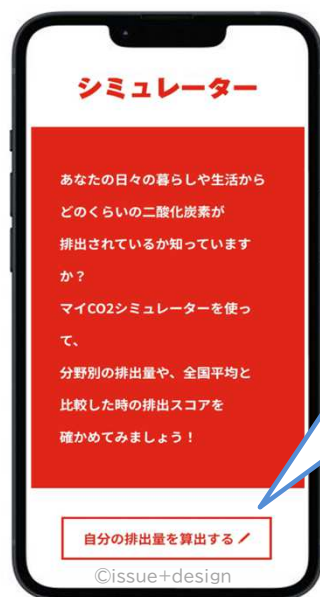 シミュレーター
あなたの日々の暮らしや生活から
どのくらいの二酸化炭素が
排出されているか知っています
か？
マイCO2シミュレーターを使っ
て、
分野別の排出量や、全国平均と
比較した時の排出スコアを
確かめてみましょう！
自分の排出量を算出する
©issue+design